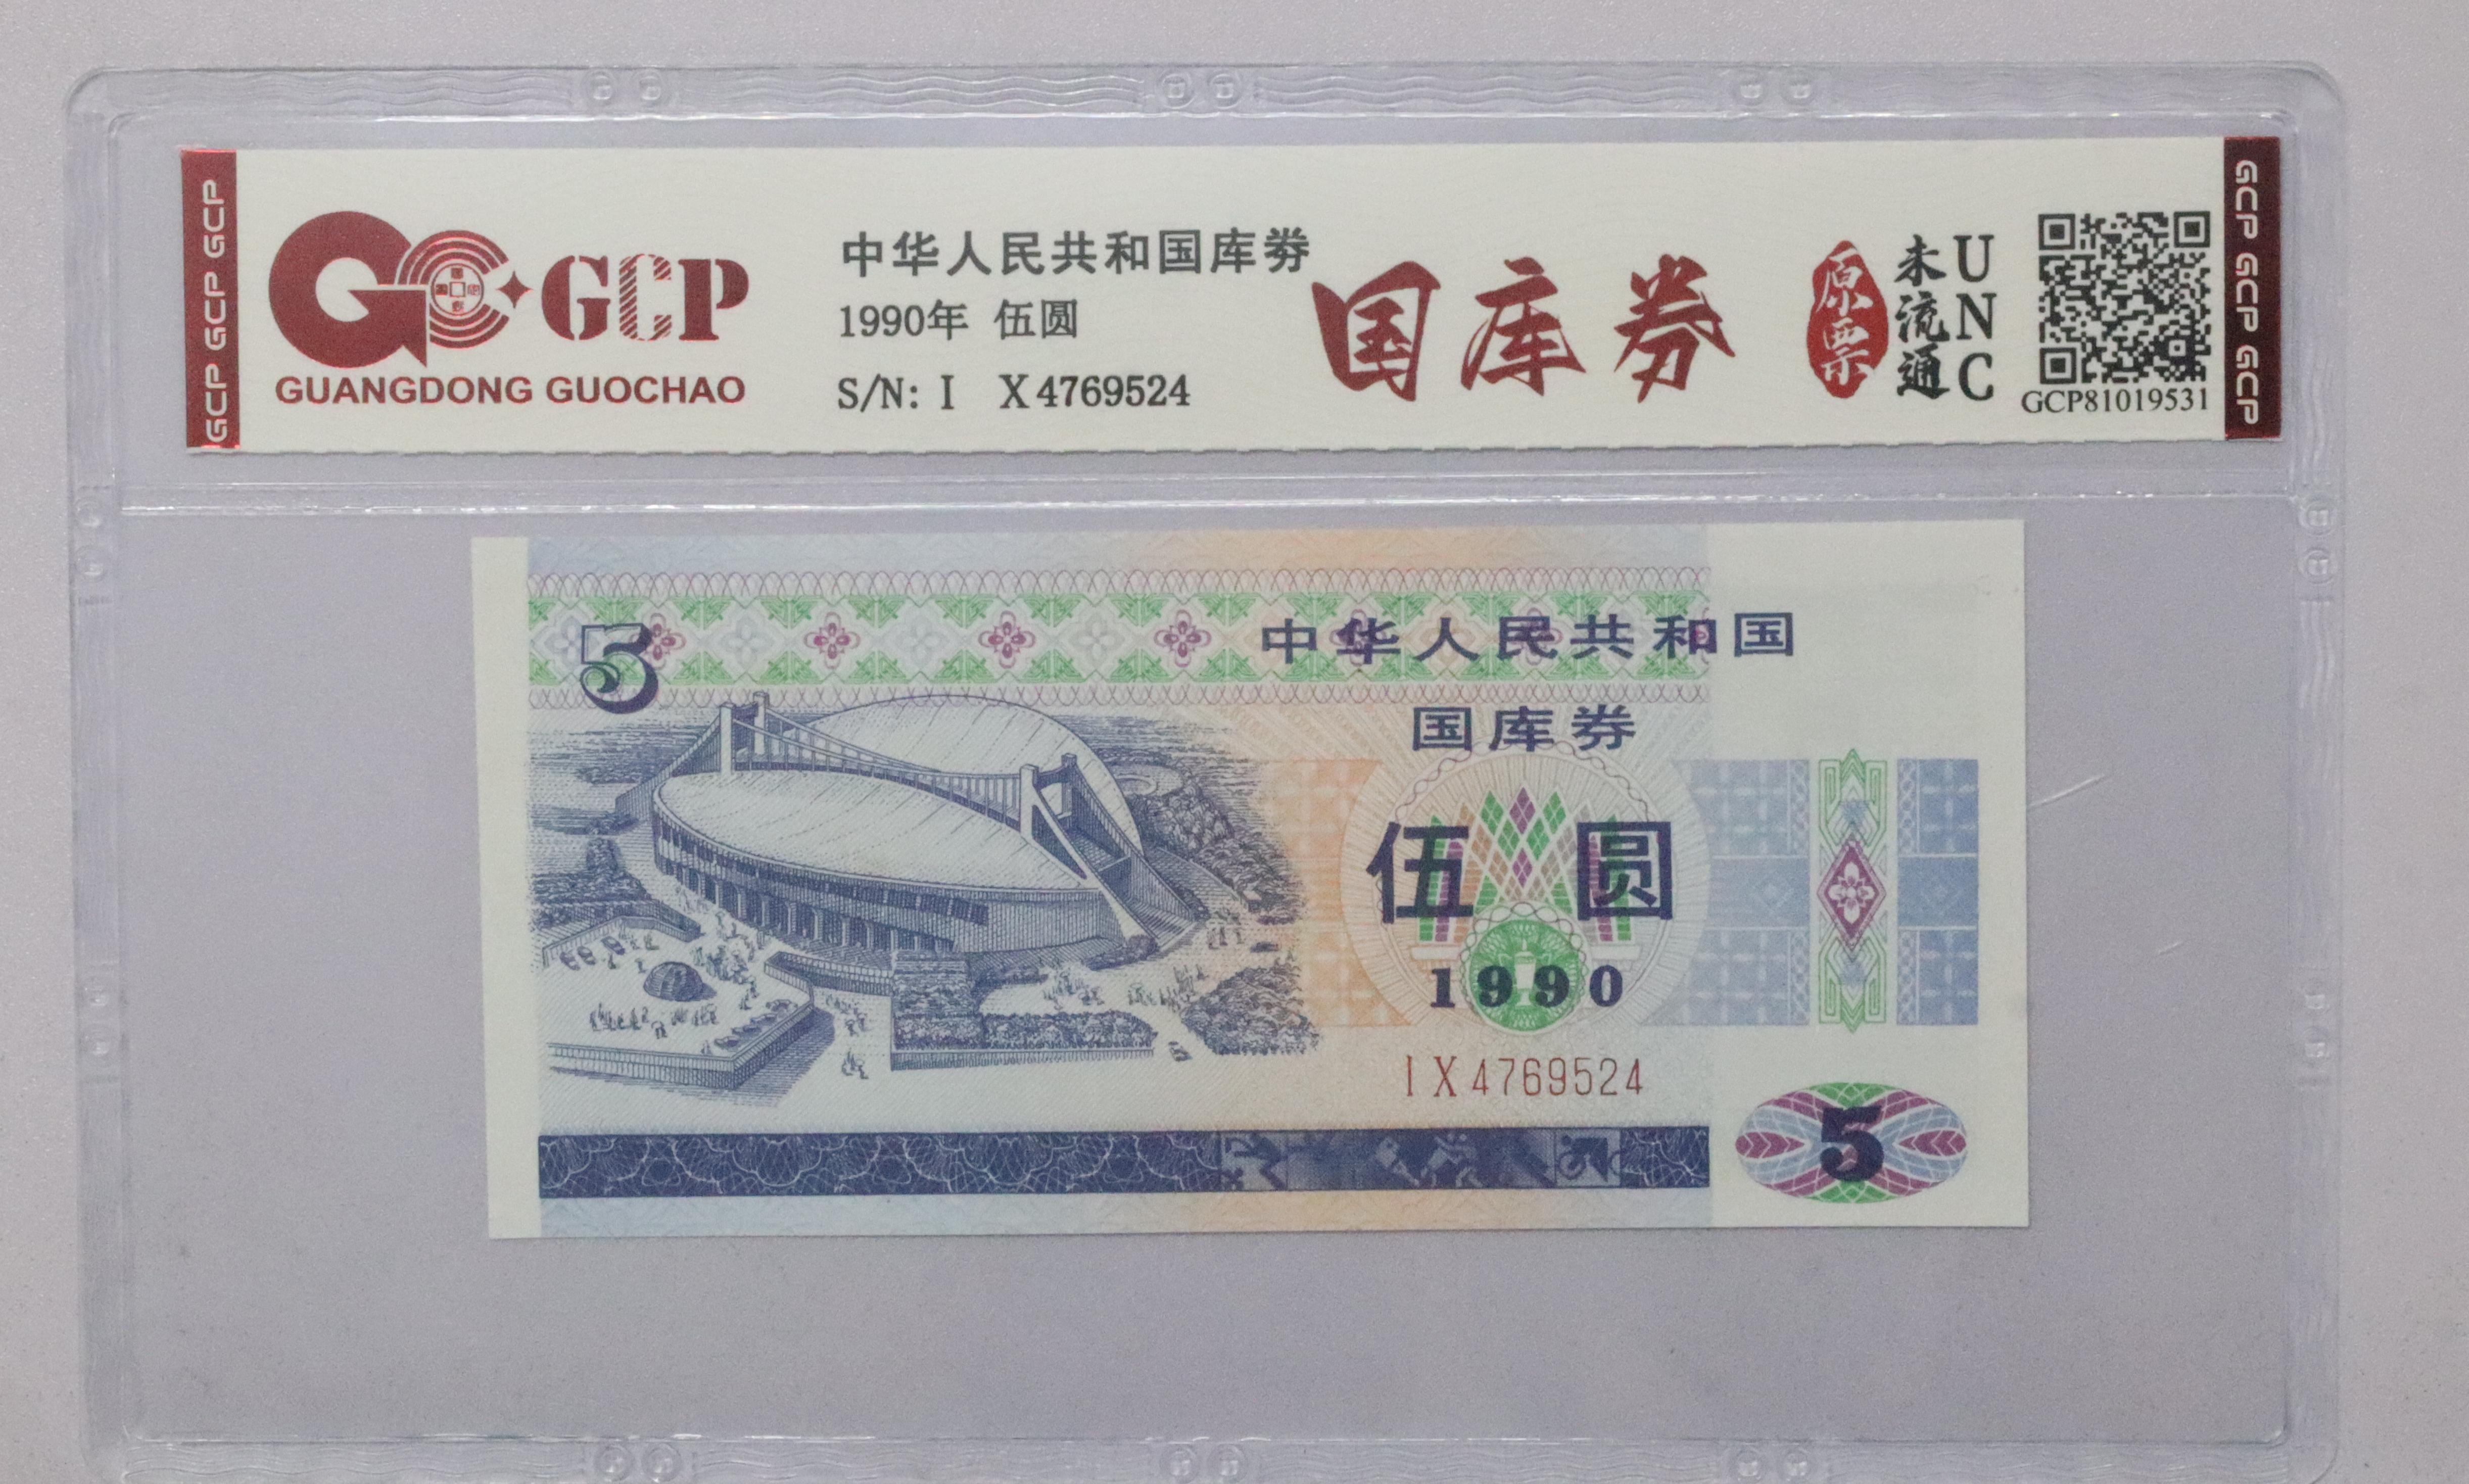 GCP GCP GCP
GCP
GUANGDONG GUOCHAO
中华人民共和国库券
1990年 伍圆
S/N: I X4769524
国库券
原票
未流通
UNC
GCP81019531
GCP GCP GCP
5
中华人民共和国
国库券
伍圆
1990
IX4769524
5